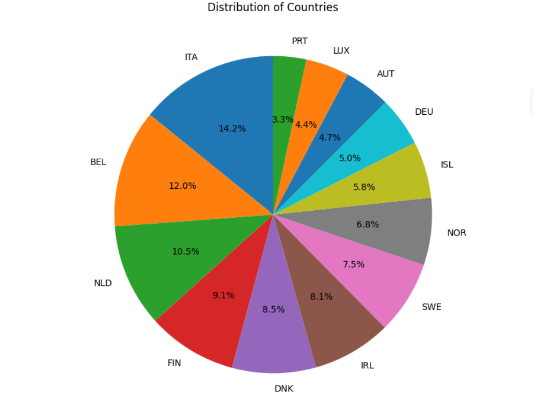 Distribution of Countries
PRT
LUX
ITA
AUT
DEU
3.3%
4.4%
14.2%
4.7%
5.0%
ISL
BEL
12.0%
5.8%
6.8%
NOR
10.5%
7.5%
NLD
9.1%
8.5%
8.1%
SWE
FIN
IRL
DNK